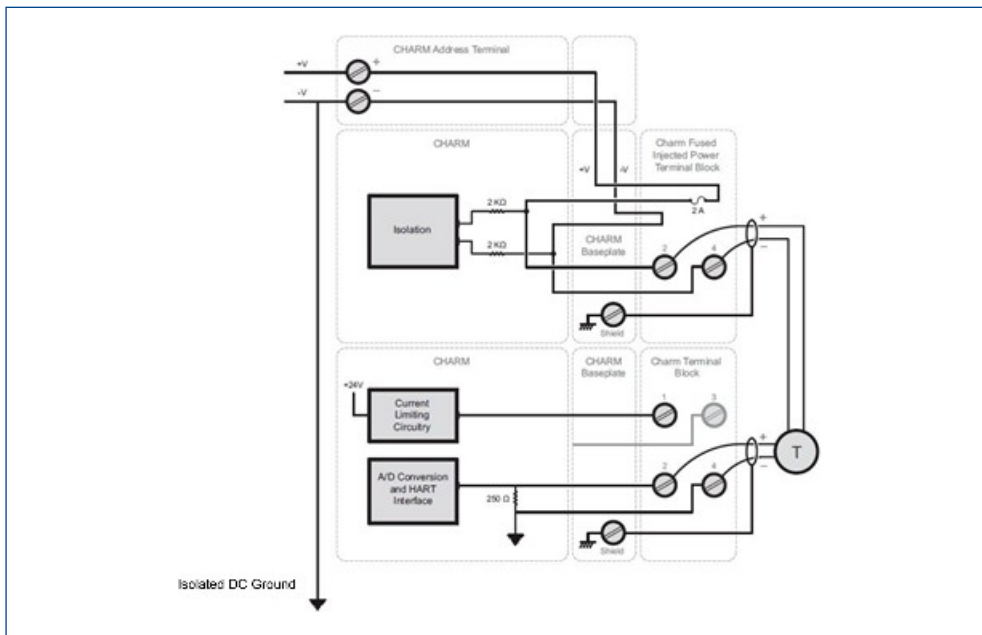 CHARM Address Terminal
+V
+
-V
−
CHARM
Charm Fused
Injected Power
Terminal Block
+V
-V
2 KΩ
2 A
Isolation
+
2 KΩ
CHARM
Baseplate
2
4
−
Shield
CHARM
CHARM
Baseplate
Charm Terminal
Block
+24V
Current
Limiting
Circuitry
1
3
+
T
A/D Conversion
and HART
Interface
2
4
−
250 Ω
Shield
Isolated DC Ground